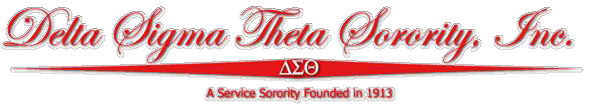 Delta Sigma Theta Sorority, Inc.
ΔΣΘ
A Service Sorority Founded in 1913